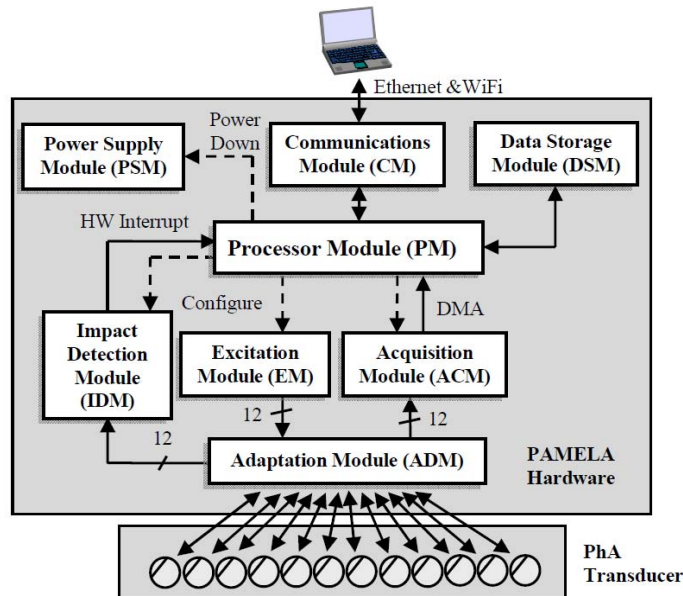 Ethernet &WiFi
Power
Down
Power Supply
Module (PSM)
Communications
Module (CM)
Data Storage
Module (DSM)
HW Interrupt
Processor Module (PM)
Configure
DMA
Impact
Detection
Module
(IDM)
Excitation
Module (EM)
Acquisition
Module (ACM)
12
12
12
Adaptation Module (ADM)
PAMELA
Hardware
PhA
Transducer